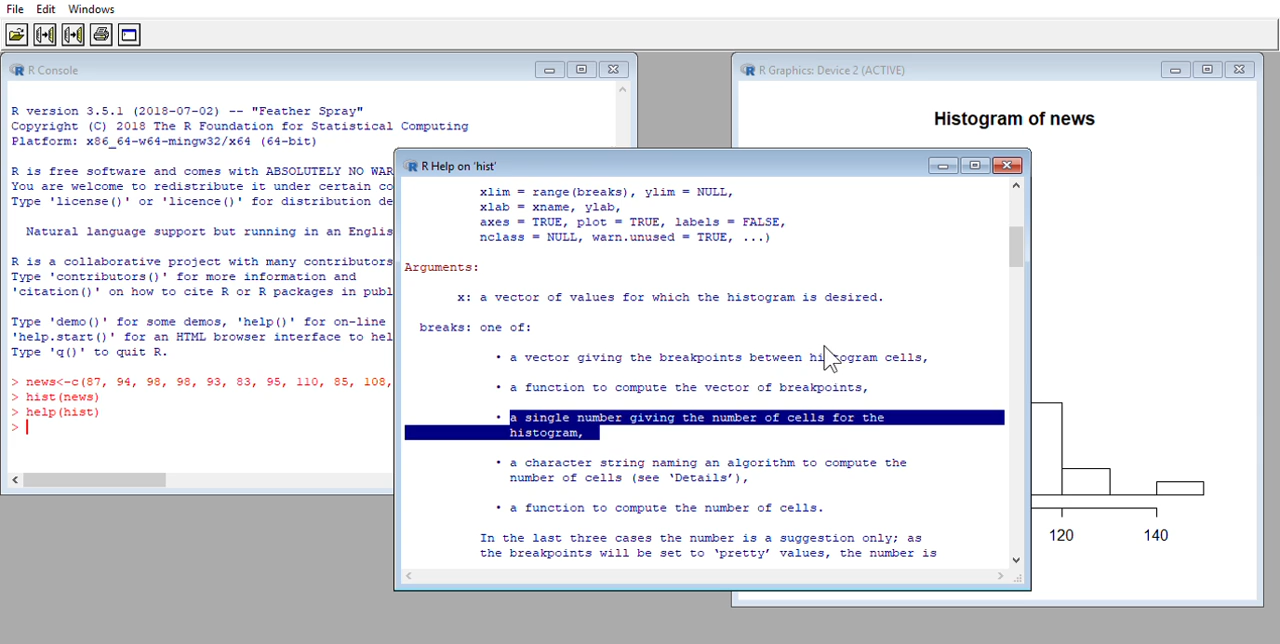 File Edit Windows
R Console
R version 3.5.1 (2018-07-02) -- "Feather Spray"
Copyright (C) 2018 The R Foundation for Statistical Computing
Platform: x86_64-w64-mingw32/x64 (64-bit)
R is free software and comes with ABSOLUTELY NO WAR
You are welcome to redistribute it under certain co
Type 'license()' or 'licence()' for distribution de
Natural language support but running in an Englis
R is a collaborative project with many contributors
Type 'contributors()' for more information and
'citation()' on how to cite R or R packages in publ
Type 'demo()' for some demos, 'help()' for on-line
'help.start()' for an HTML browser interface to hel
Type 'q()' to quit R.
> news<-c(87, 94, 98, 98, 93, 83, 95, 110, 85, 108,
> hist(news)
> help(hist)
>
R Help on 'hist'
xlim = range(breaks), ylim = NULL,
xlab = xname, ylab,
axes = TRUE, plot = TRUE, labels = FALSE,
nclass = NULL, warn.unused = TRUE, ...)
Arguments:
x: a vector of values for which the histogram is desired.
breaks: one of:
• a vector giving the breakpoints between histogram cells,
• a function to compute the vector of breakpoints,
• a single number giving the number of cells for the
histogram,
• a character string naming an algorithm to compute the
number of cells (see ‘Details’),
• a function to compute the number of cells.
In the last three cases the number is a suggestion only; as
the breakpoints will be set to ‘pretty’ values, the number is
R Graphics: Device 2 (ACTIVE)
Histogram of news
120 140